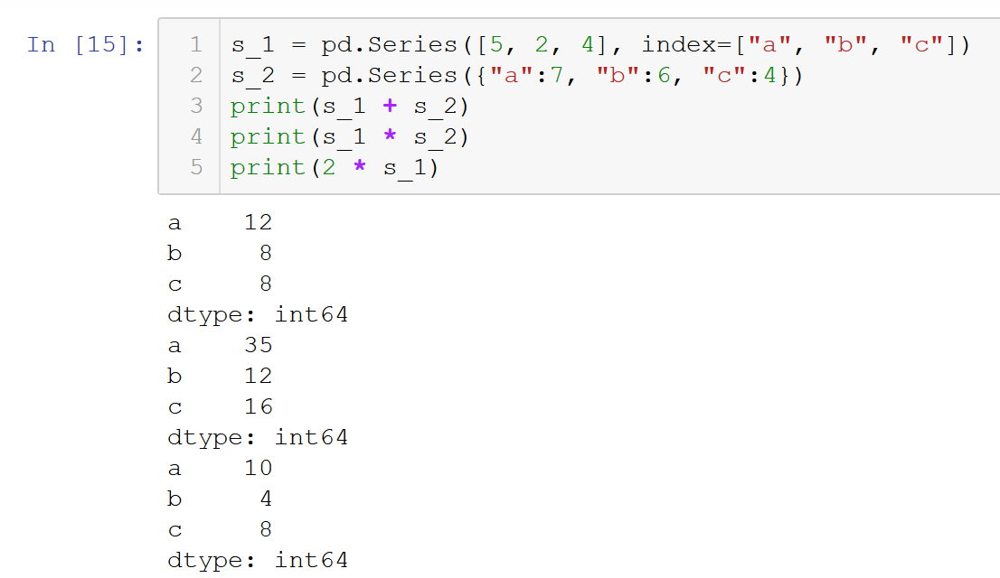 In [15]:
1 s_1 = pd.Series([5, 2, 4], index=["a", "b", "c"])
2 s_2 = pd.Series({"a":7, "b":6, "c":4})
3 print(s_1 + s_2)
4 print(s_1 * s_2)
5 print(2 * s_1)
a    12
b     8
c     8
dtype: int64
a    35
b    12
c    16
dtype: int64
a    10
b     4
c     8
dtype: int64